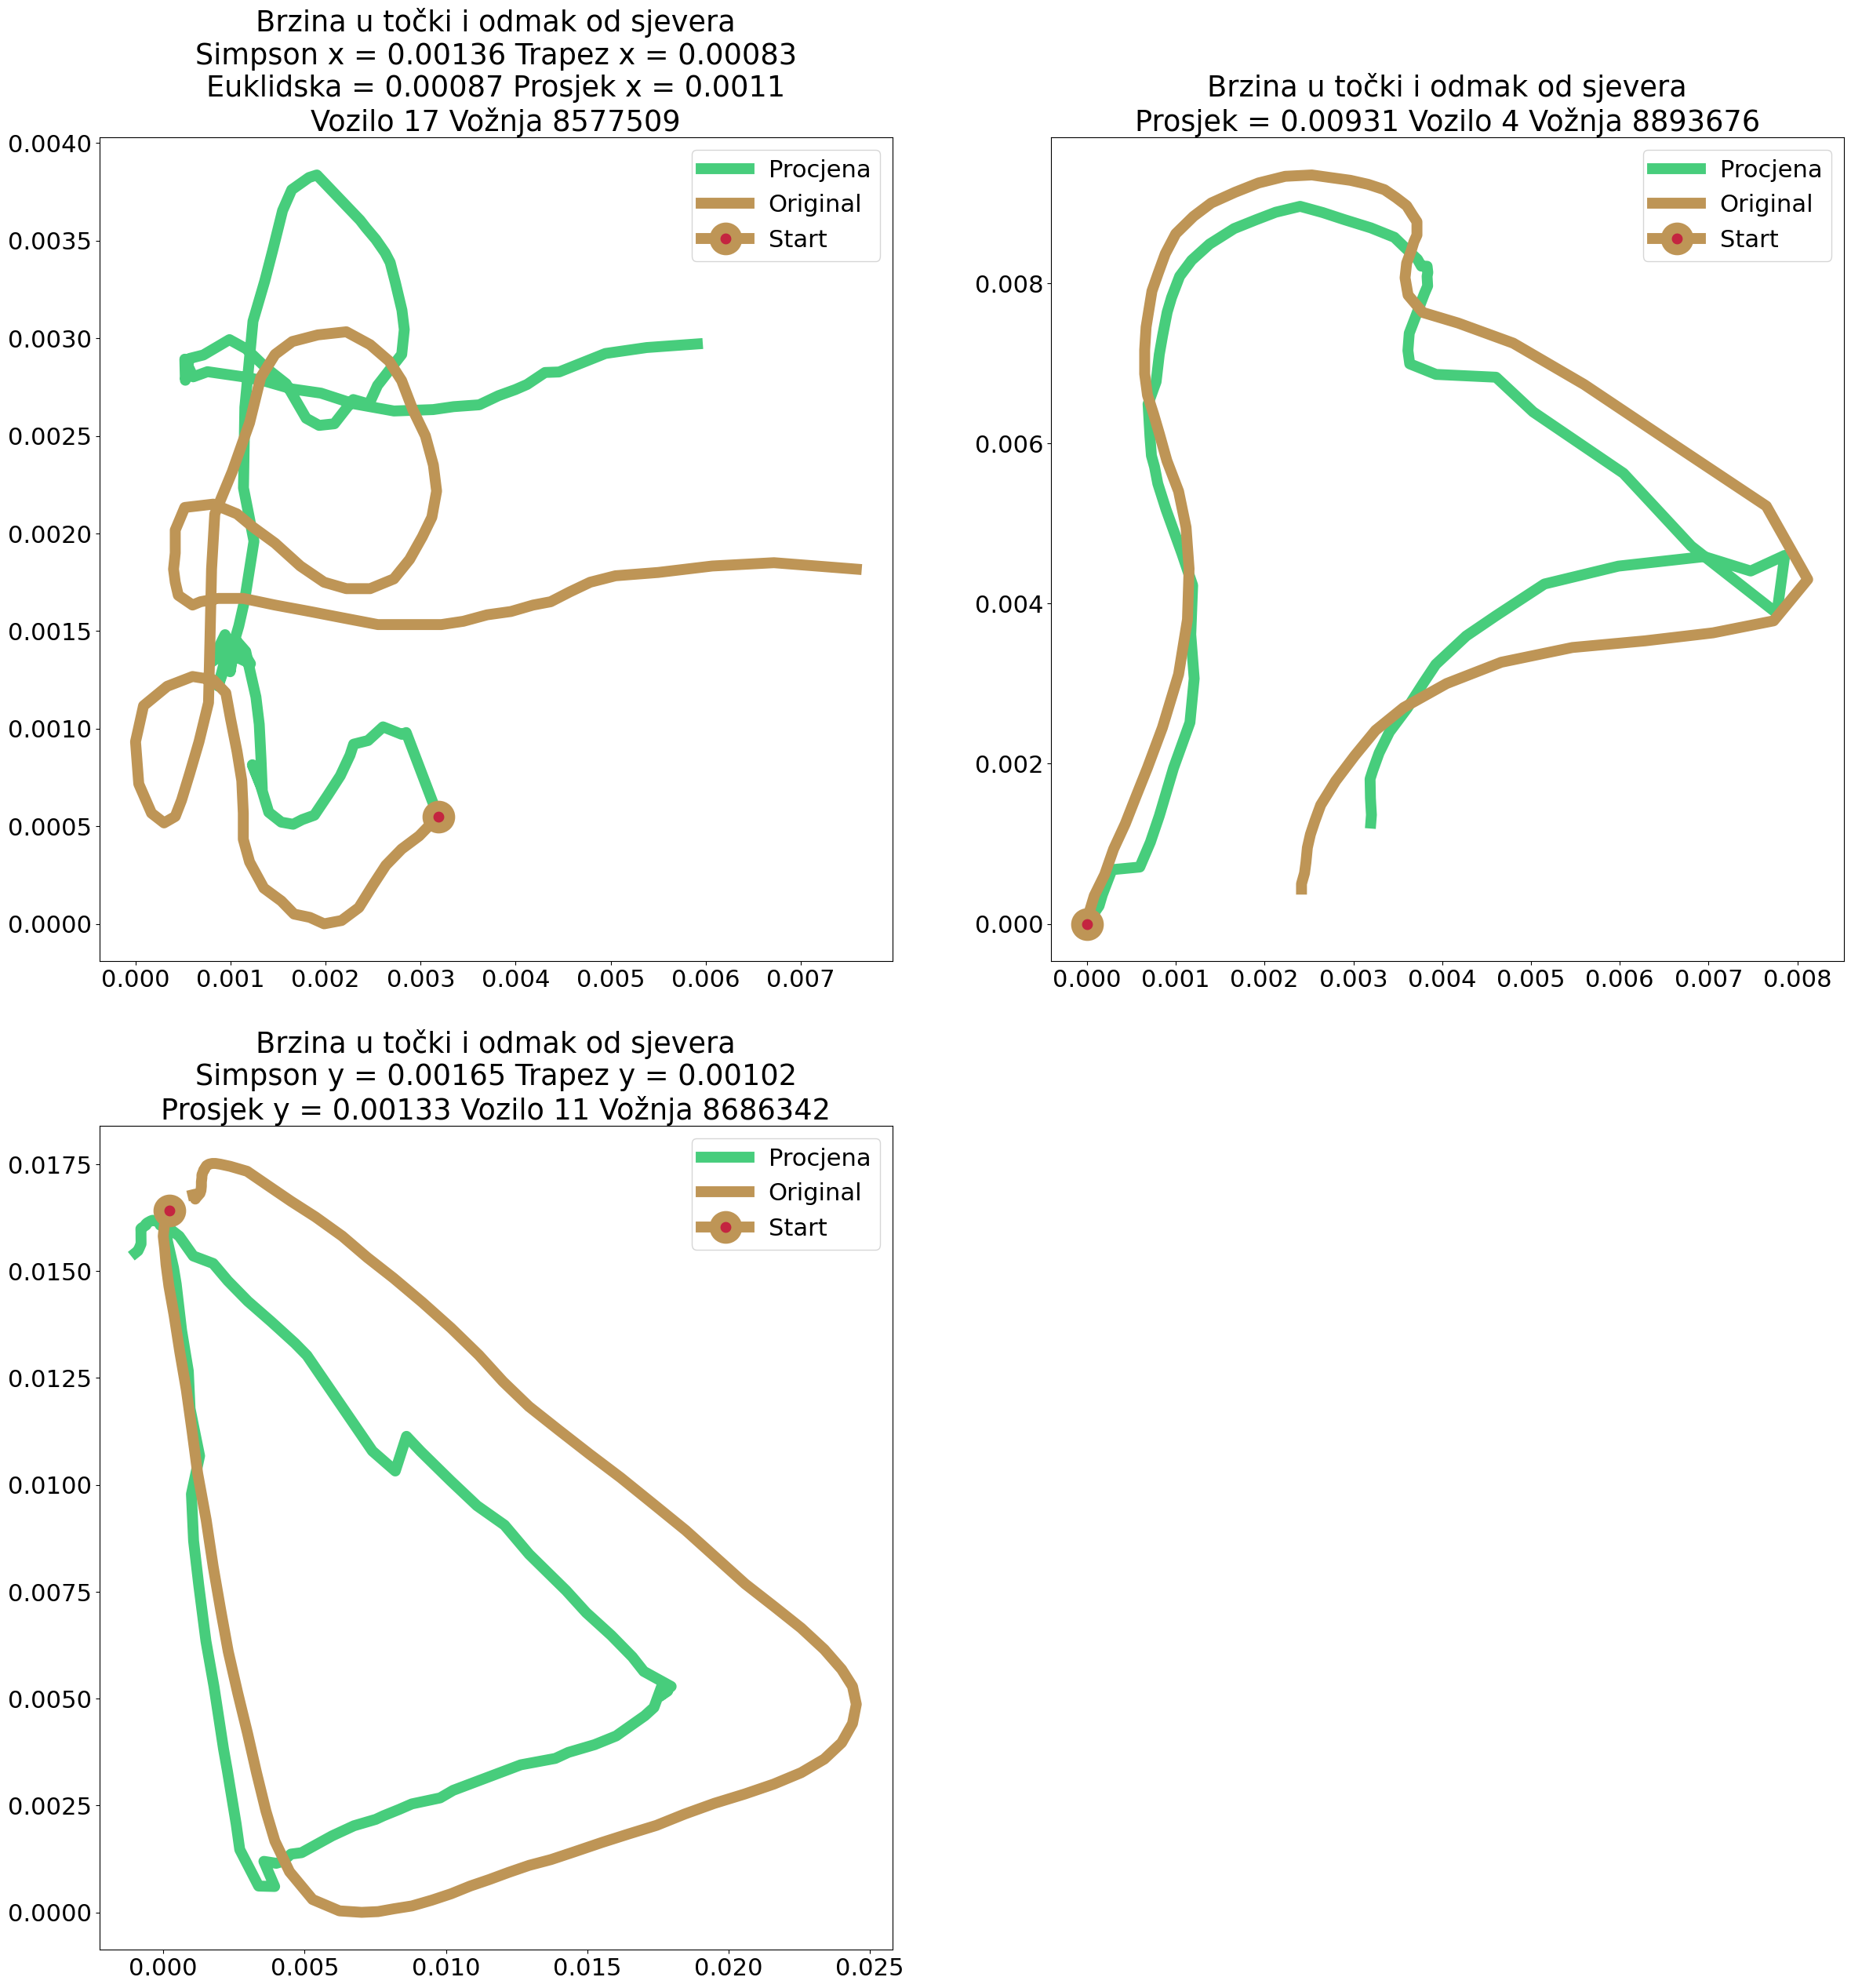 Brzina u točki i odmak od sjevera
Simpson x = 0.00136 Trapez x = 0.00083
Euklidska = 0.00087 Prosjek x = 0.0011
Vozilo 17 Vožnja 8577509
0.0040
0.0035
0.0030
0.0025
0.0020
0.0015
0.0010
0.0005
0.0000
0.000 0.001 0.002 0.003 0.004 0.005 0.006 0.007
Procjena
Original
Start
Brzina u točki i odmak od sjevera
Prosjek = 0.00931 Vozilo 4 Vožnja 8893676
0.008
0.006
0.004
0.002
0.000
0.000 0.001 0.002 0.003 0.004 0.005 0.006 0.007 0.008
Procjena
Original
Start
Brzina u točki i odmak od sjevera
Simpson y = 0.00165 Trapez y = 0.00102
Prosjek y = 0.00133 Vozilo 11 Vožnja 8686342
0.0175
0.0150
0.0125
0.0100
0.0075
0.0050
0.0025
0.0000
0.000 0.005 0.010 0.015 0.020 0.025
Procjena
Original
Start